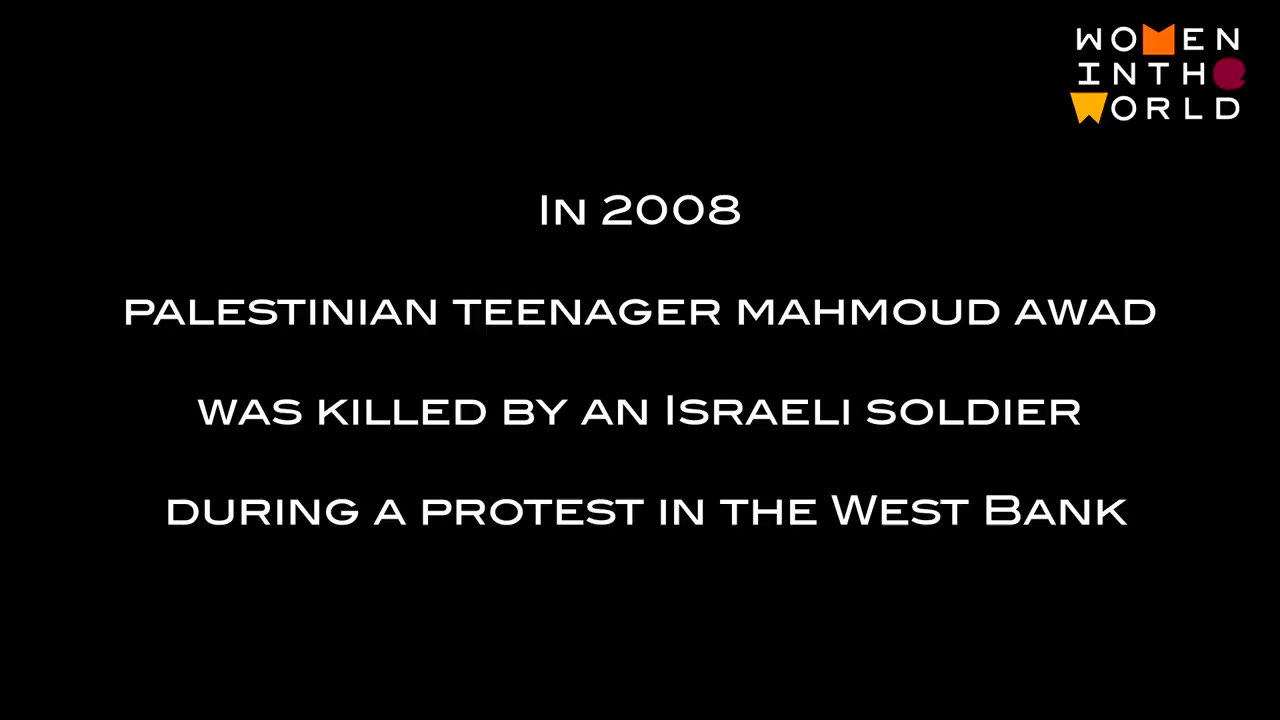 WOMEN
IN THE
WORLD
In 2008
PALESTINIAN TEENAGER MAHMOUD AWAD
WAS KILLED BY AN ISRAELI SOLDIER
DURING A PROTEST IN THE WEST BANK